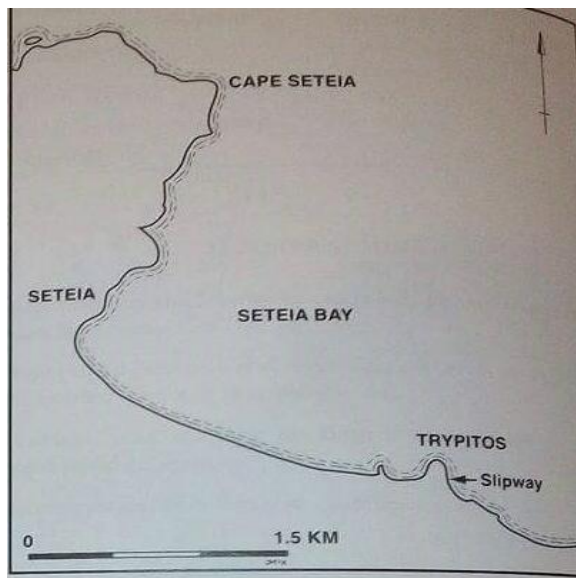 CAPE SETEIA
SETEIA
SETEIA BAY
TRYPITOS
Slipway
0 1.5 KM